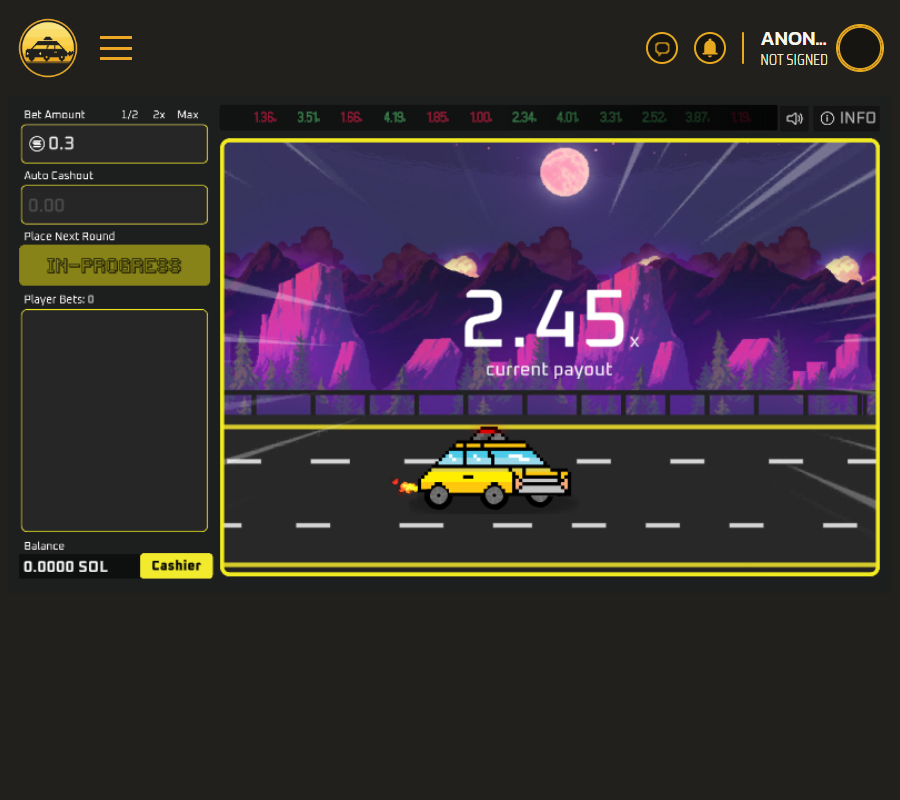 ANON...
NOT SIGNED
Bet Amount 1/2 2x Max
0.3
Auto Cashout
0.00
Place Next Round
IN-PROGRESS
Player Bets: 0
Balance
0.0000 SOL Cashier
1.36x 3.51x 1.66x 4.19x 1.85x 1.00x 2.34x 4.01x 3.31x 2.52x 3.87x 1.19x
INFO
2.45x
current payout